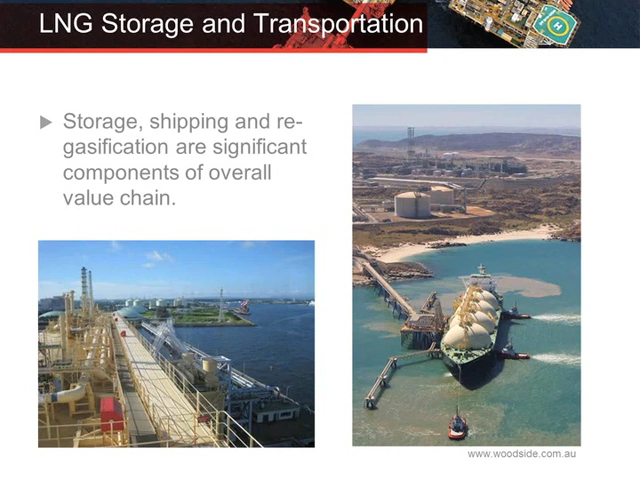 LNG Storage and Transportation
Storage, shipping and re-
gasification are significant
components of overall
value chain.
www.woodside.com.au